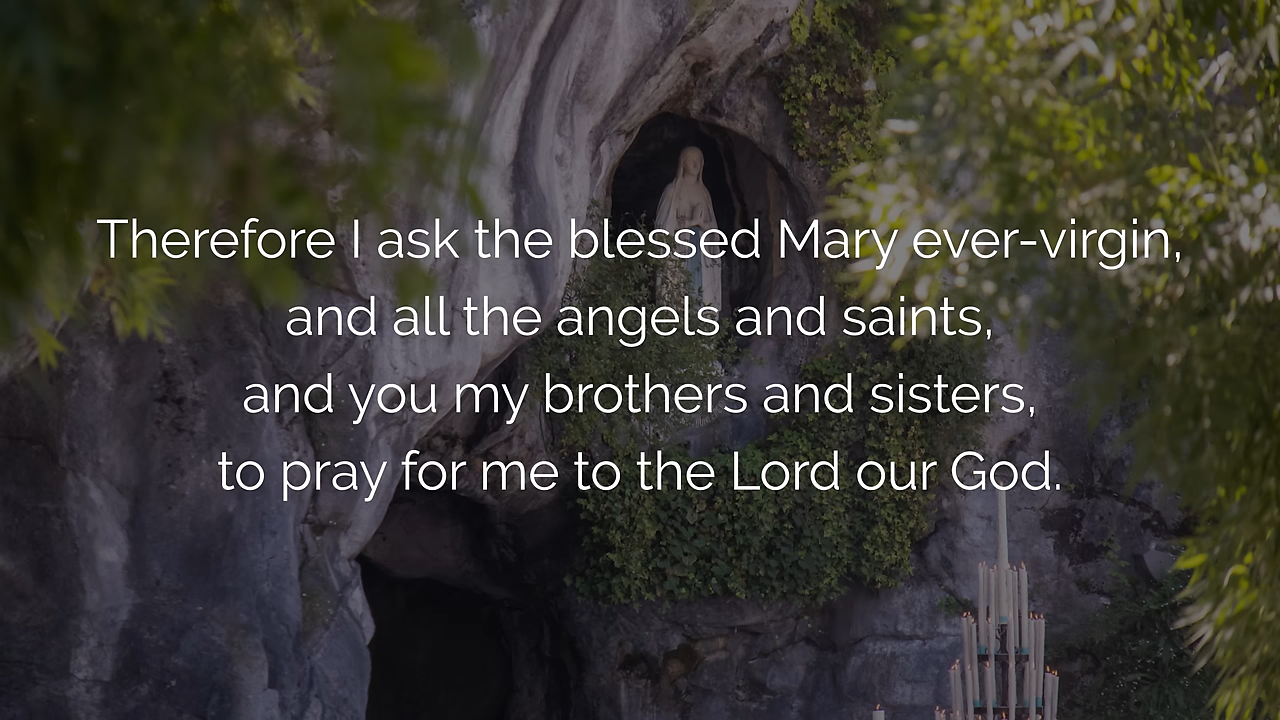 Therefore I ask the blessed Mary ever-virgin,
and all the angels and saints,
and you my brothers and sisters,
to pray for me to the Lord our God.